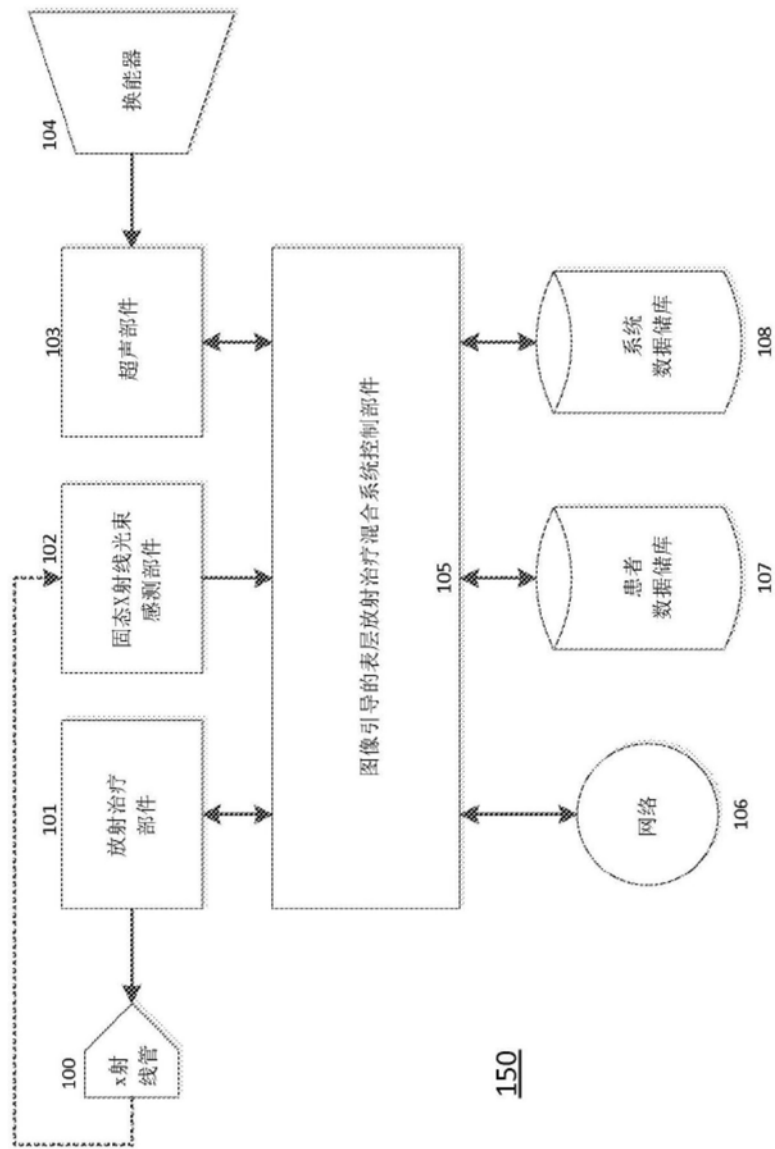 104
换能器
103
超声部件
102
固态X射线光束
感测部件
101
放射治疗
部件
100
x射
线管
图像引导的表层放射治疗混合系统控制部件
105
系统
数据储库
108
患者
数据储库
107
网络
106
150